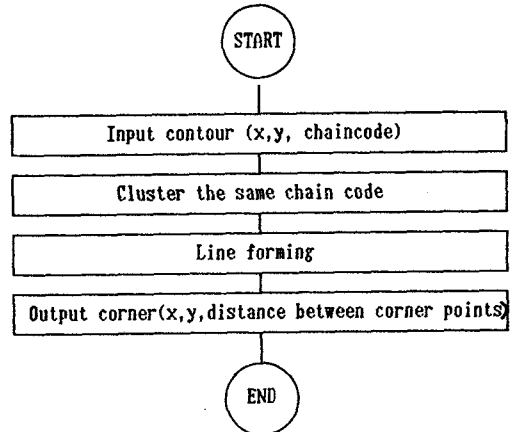 START
Input contour (x,y, chaincode)
Cluster the same chain code
Line forming
Output corner(x,y,distance between corner points)
END